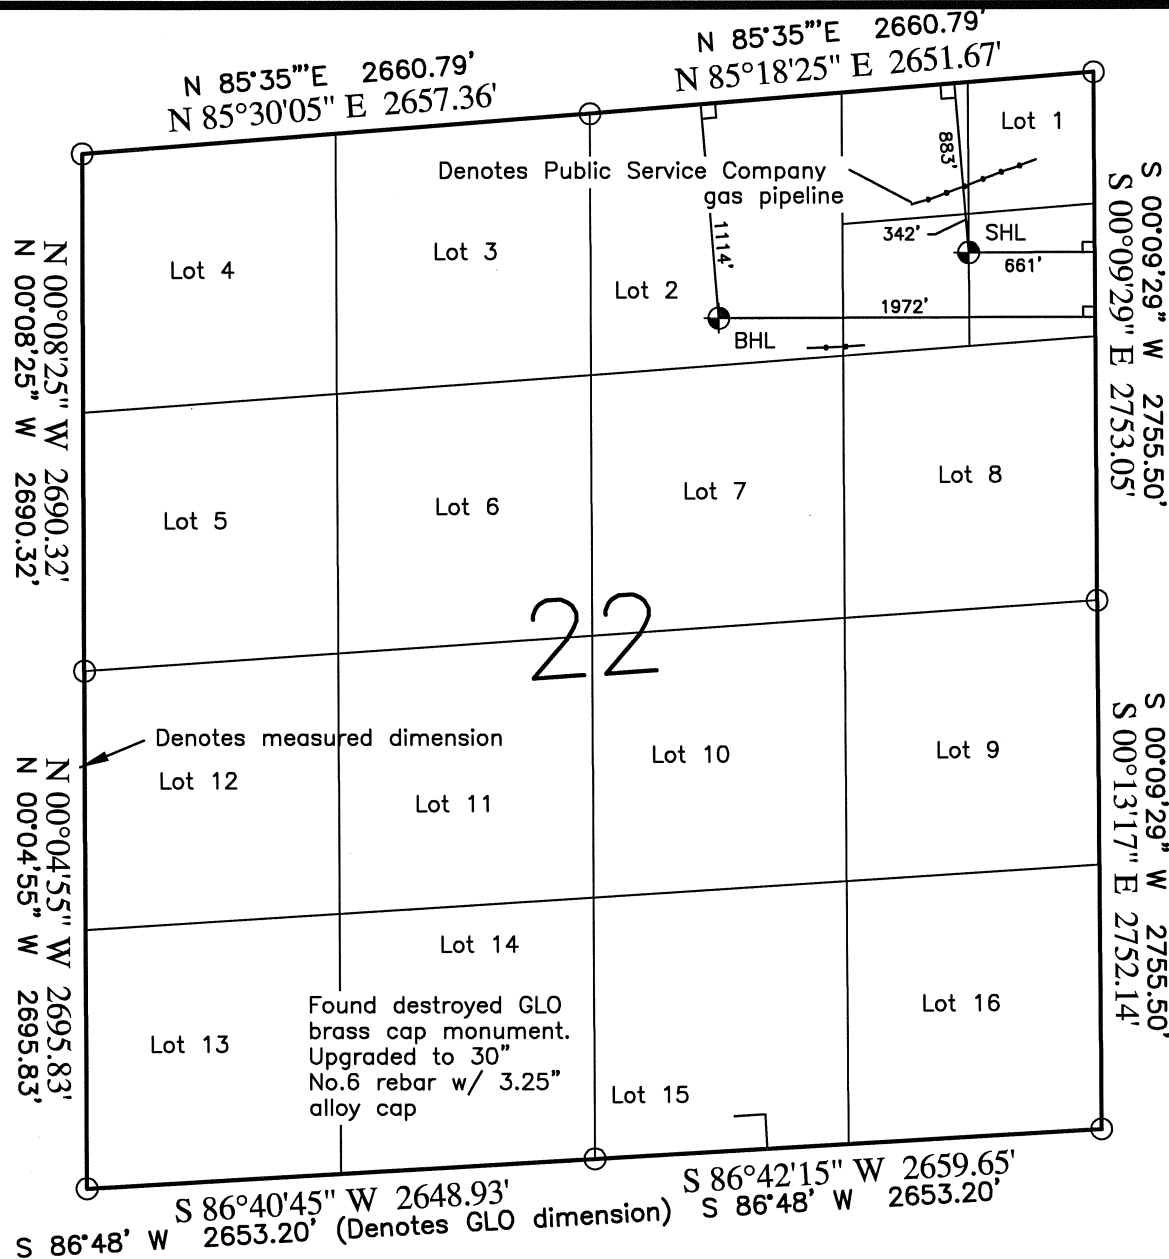 N 85°35'"E 2660.79'
N 85°30'05" E 2657.36'
N 85°35'"E 2660.79'
N 85°18'25" E 2651.67'
Lot 1
883'
Denotes Public Service Company
gas pipeline
342'
SHL
661'
1114'
1972'
BHL
Lot 4
Lot 3
Lot 2
N 00°08'25" W 2690.32'
N 00°08'25" W 2690.32'
S 00°09'29" W 2755.50'
S 00°09'29" E 2753.05'
Lot 5
Lot 6
Lot 7
Lot 8
22
Denotes measured dimension
Lot 12
Lot 11
Lot 10
Lot 9
N 00°04'55" W 2695.83'
N 00°04'55" W 2695.83'
S 00°09'29" W 2755.50'
S 00°13'17" E 2752.14'
Lot 14
Found destroyed GLO
brass cap monument.
Upgraded to 30"
No.6 rebar w/ 3.25"
alloy cap
Lot 13
Lot 15
Lot 16
S 86°40'45" W 2648.93'
S 86°48' W 2653.20' (Denotes GLO dimension)
S 86°42'15" W 2659.65'
S 86°48' W 2653.20'